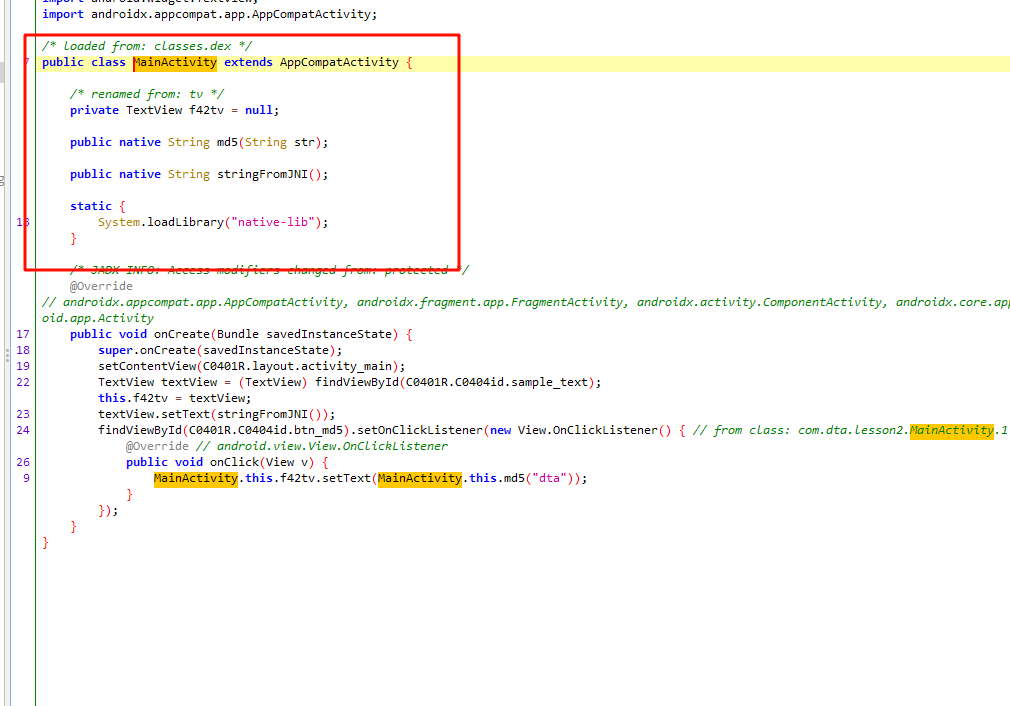 import android.widget.TextView;
import androidx.appcompat.app.AppCompatActivity;
/* loaded from: classes.dex */
7 public class MainActivity extends AppCompatActivity {
/* renamed from: tv */
private TextView f42tv = null;
public native String md5(String str);
public native String stringFromJNI();
static {
13 System.loadLibrary("native-lib");
}
/* JADX INFO: Access modifiers changed from: protected */
@Override
// androidx.appcompat.app.AppCompatActivity, androidx.fragment.app.FragmentActivity, androidx.activity.ComponentActivity, androidx.core.app
oid.app.Activity
17 public void onCreate(Bundle savedInstanceState) {
18 super.onCreate(savedInstanceState);
19 setContentView(C0401R.layout.activity_main);
22 TextView textView = (TextView) findViewById(C0401R.C0404id.sample_text);
this.f42tv = textView;
23 textView.setText(stringFromJNI());
24 findViewById(C0401R.C0404id.btn_md5).setOnClickListener(new View.OnClickListener() { // from class: com.dta.lesson2.MainActivity.1
@Override // android.view.View.OnClickListener
26 public void onClick(View v) {
9 MainActivity.this.f42tv.setText(MainActivity.this.md5("dta"));
}
});
}
}